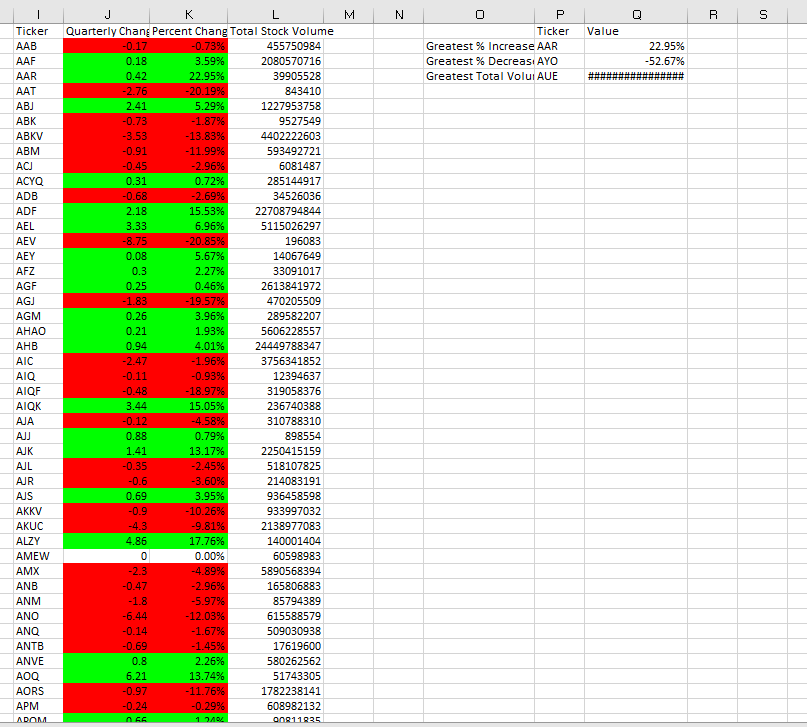 I J K L M N O P Q R S
Ticker Quarterly Chang Percent Chang Total Stock Volume Ticker Value
AAB -0.17 -0.73% 455750984 Greatest % Increase AAR 22.95%
AAF 0.18 3.59% 2080570716 Greatest % Decreas AYO -52.67%
AAR 0.42 22.95% 39905528 Greatest Total Volu AUE ################
AAT -2.76 -20.19% 843410
ABJ 2.41 5.29% 1227953758
ABK -0.73 -1.87% 9527549
ABKV -3.53 -13.83% 4402222603
ABM -0.91 -11.99% 593492721
ACJ -0.45 -2.96% 6081487
ACYQ 0.31 0.72% 285144917
ADB -0.68 -2.69% 34526036
ADF 2.18 15.53% 22708794844
AEL 3.33 6.96% 5115026297
AEV -8.75 -20.85% 196083
AEY 0.08 5.67% 14067649
AFZ 0.3 2.27% 33091017
AGF 0.25 0.46% 2613841972
AGJ -1.83 -19.57% 470205509
AGM 0.26 3.96% 289582207
AHAO 0.21 1.93% 5606228557
AHB 0.94 4.01% 24449788347
AIC -2.47 -1.96% 3756341852
AIQ -0.11 -0.93% 12394637
AIQF -0.48 -18.97% 319058376
AIQK 3.44 15.05% 236740388
AJA -0.12 -4.58% 310788310
AJJ 0.88 0.79% 898554
AJK 1.41 13.17% 2250415159
AJL -0.35 -2.45% 518107825
AJR -0.6 -3.60% 214083191
AJS 0.69 3.95% 936458598
AKKV -0.9 -10.26% 933997032
AKUC -4.3 -9.81% 2138977083
ALZY 4.86 17.76% 140001404
AMEW 0 0.00% 60598983
AMX -2.3 -4.89% 5890568394
ANB -0.47 -2.96% 165806883
ANM -1.8 -5.97% 85794389
ANO -6.44 -12.03% 615588579
ANQ -0.14 -1.67% 509030938
ANTB -0.69 -1.45% 17619600
ANVE 0.8 2.26% 580262562
AOQ 6.21 13.74% 51743305
AORS -0.97 -11.76% 1782238141
APM -0.24 -0.29% 608982132
APOM 0.66 1.24% 90811835